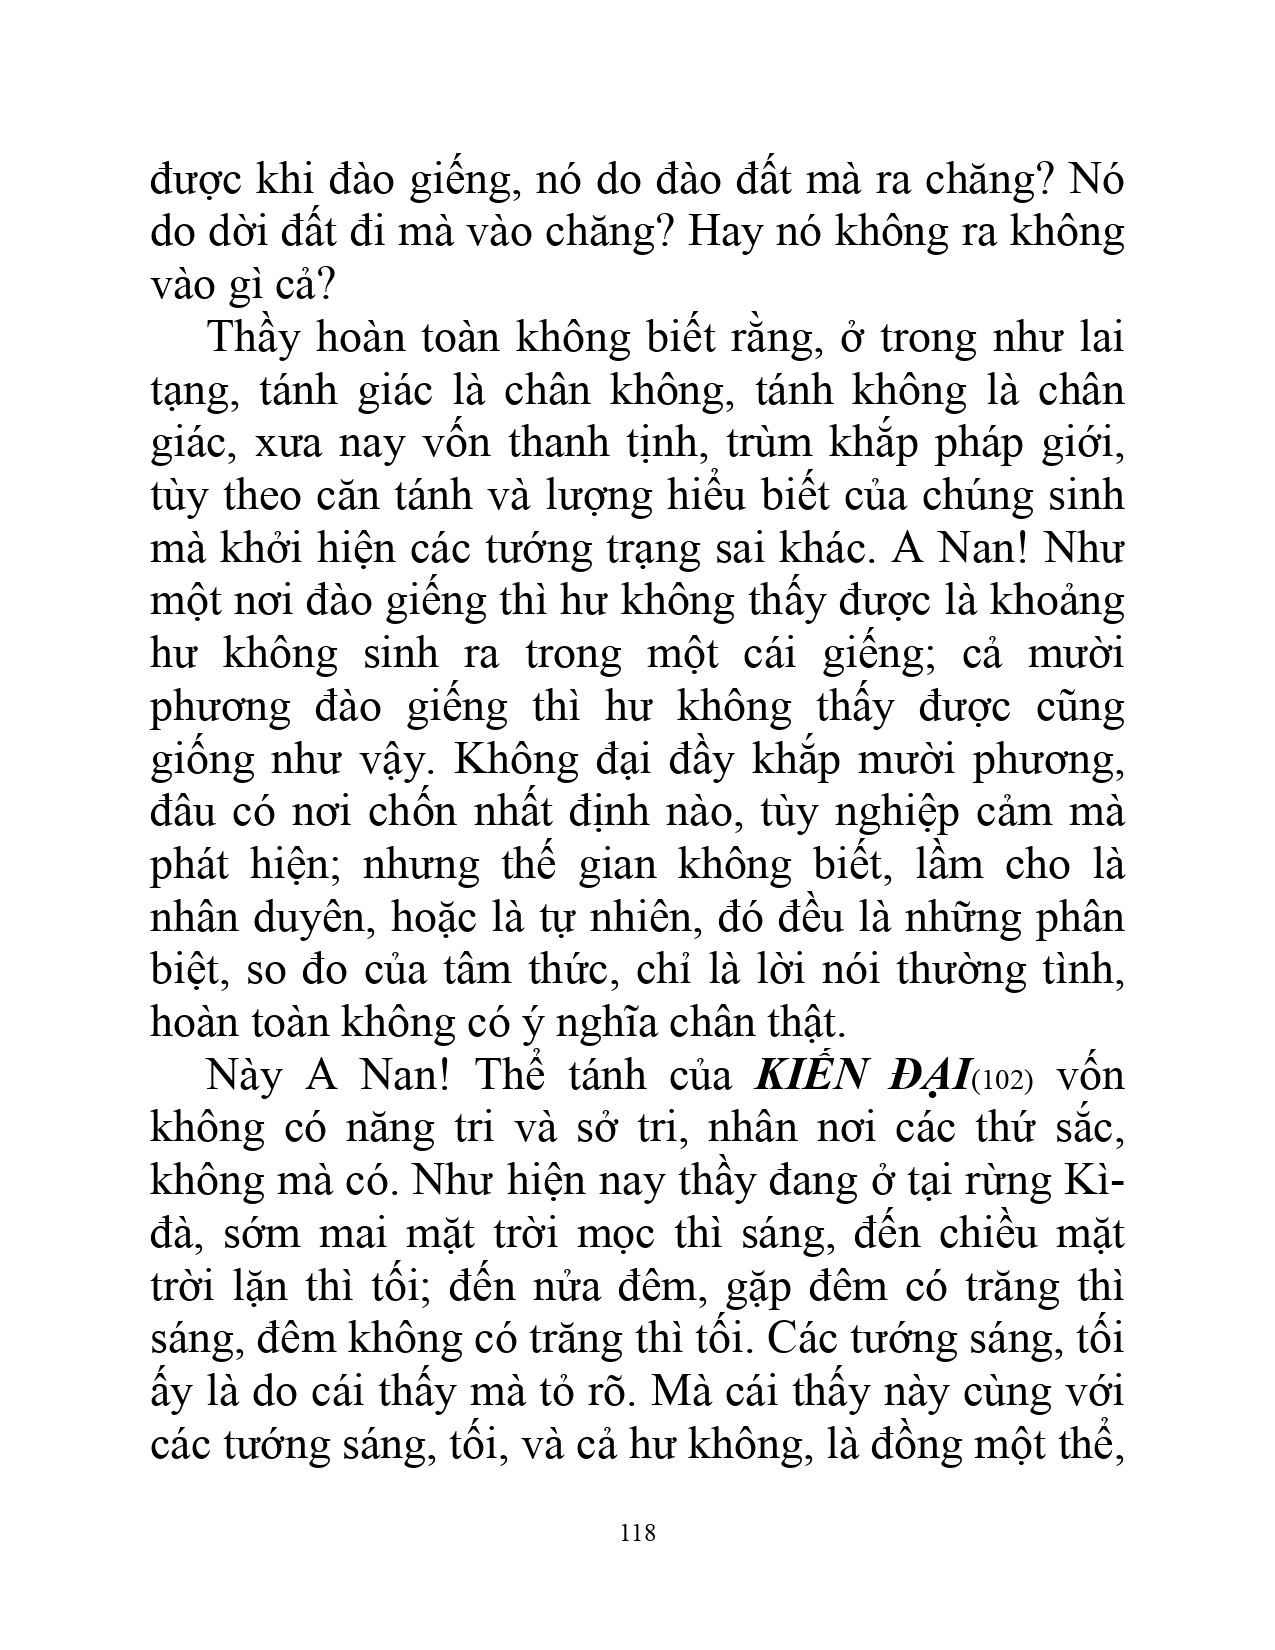 được khi đào giếng, nó do đào đất mà ra chăng? Nó
do dời đất đi mà vào chăng? Hay nó không ra không
vào gì cả?
Thầy hoàn toàn không biết rằng, ở trong như lai
tạng, tánh giác là chân không, tánh không là chân
giác, xưa nay vốn thanh tịnh, trùm khắp pháp giới,
tùy theo căn tánh và lượng hiểu biết của chúng sinh
mà khởi hiện các tướng trạng sai khác. A Nan! Như
một nơi đào giếng thì hư không thấy được là khoảng
hư không sinh ra trong một cái giếng; cả mười
phương đào giếng thì hư không thấy được cũng
giống như vậy. Không đại đầy khắp mười phương,
đâu có nơi chốn nhất định nào, tùy nghiệp cảm mà
phát hiện; nhưng thế gian không biết, lầm cho là
nhân duyên, hoặc là tự nhiên, đó đều là những phân
biệt, so đo của tâm thức, chỉ là lời nói thường tình,
hoàn toàn không có ý nghĩa chân thật.
Này A Nan! Thể tánh của KIẾN ĐẠI(102) vốn
không có năng tri và sở tri, nhân nơi các thứ sắc,
không mà có. Như hiện nay thầy đang ở tại rừng Kì-
đà, sớm mai mặt trời mọc thì sáng, đến chiều mặt
trời lặn thì tối; đến nửa đêm, gặp đêm có trăng thì
sáng, đêm không có trăng thì tối. Các tướng sáng, tối
ấy là do cái thấy mà tỏ rõ. Mà cái thấy này cùng với
các tướng sáng, tối, và cả hư không, là đồng một thể,
118